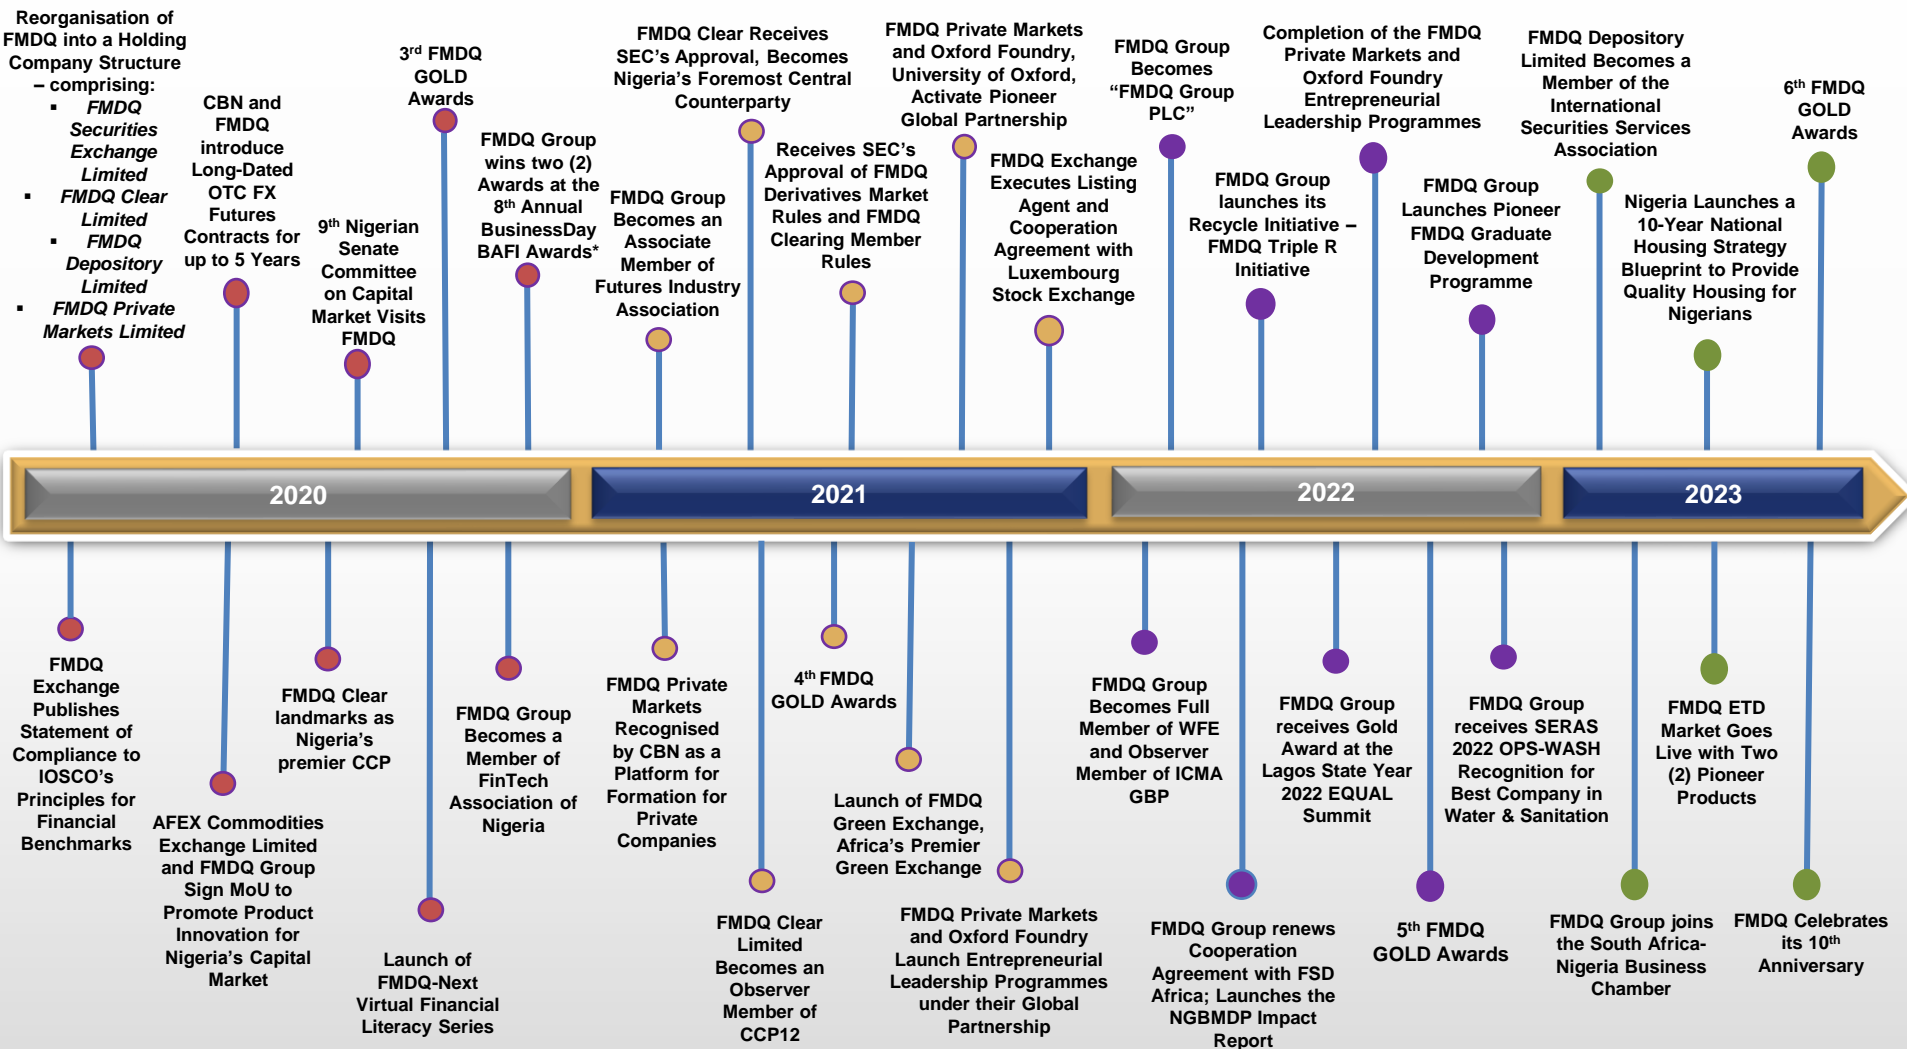 Reorganisation of
FMDQ into a Holding
Company Structure
– comprising:
▪ FMDQ
Securities
Exchange
Limited
▪ FMDQ Clear
Limited
▪ FMDQ
Depository
Limited
▪ FMDQ Private
Markets Limited
CBN and
FMDQ
introduce
Long-Dated
OTC FX
Futures
Contracts for
up to 5 Years
9th Nigerian
Senate
Committee
on Capital
Market Visits
FMDQ
3rd FMDQ
GOLD
Awards
FMDQ Group
wins two (2)
Awards at the
8th Annual
BusinessDay
BAFI Awards*
FMDQ Group
Becomes an
Associate
Member of
Futures Industry
Association
FMDQ Clear Receives
SEC’s Approval, Becomes
Nigeria’s Foremost Central
Counterparty
Receives SEC’s
Approval of FMDQ
Derivatives Market
Rules and FMDQ
Clearing Member
Rules
FMDQ Private Markets
and Oxford Foundry,
University of Oxford,
Activate Pioneer
Global Partnership
FMDQ Exchange
Executes Listing
Agent and
Cooperation
Agreement with
Luxembourg
Stock Exchange
FMDQ Group
Becomes
“FMDQ Group
PLC”
FMDQ Group
launches its
Recycle Initiative –
FMDQ Triple R
Initiative
Completion of the FMDQ
Private Markets and
Oxford Foundry
Entrepreneurial
Leadership Programmes
FMDQ Group
Launches Pioneer
FMDQ Graduate
Development
Programme
FMDQ Depository
Limited Becomes a
Member of the
International
Securities Services
Association
Nigeria Launches a
10-Year National
Housing Strategy
Blueprint to Provide
Quality Housing for
Nigerians
6th FMDQ
GOLD
Awards
2020
2021
2022
2023
FMDQ
Exchange
Publishes
Statement of
Compliance to
IOSCO’s
Principles for
Financial
Benchmarks
AFEX Commodities
Exchange Limited
and FMDQ Group
Sign MoU to
Promote Product
Innovation for
Nigeria’s Capital
Market
FMDQ Clear
landmarks as
Nigeria’s
premier CCP
Launch of
FMDQ-Next
Virtual Financial
Literacy Series
FMDQ Group
Becomes a
Member of
FinTech
Association of
Nigeria
FMDQ Private
Markets
Recognised
by CBN as a
Platform for
Formation for
Private
Companies
FMDQ Clear
Limited
Becomes an
Observer
Member of
CCP12
4th FMDQ
GOLD Awards
Launch of FMDQ
Green Exchange,
Africa’s Premier
Green Exchange
FMDQ Private Markets
and Oxford Foundry
Launch Entrepreneurial
Leadership Programmes
under their Global
Partnership
FMDQ Group
Becomes Full
Member of WFE
and Observer
Member of ICMA
GBP
FMDQ Group renews
Cooperation
Agreement with FSD
Africa; Launches the
NGBMDP Impact
Report
FMDQ Group
receives Gold
Award at the
Lagos State Year
2022 EQUAL
Summit
5th FMDQ
GOLD Awards
FMDQ Group
receives SERAS
2022 OPS-WASH
Recognition for
Best Company in
Water & Sanitation
FMDQ Group joins
the South Africa-
Nigeria Business
Chamber
FMDQ ETD
Market Goes
Live with Two
(2) Pioneer
Products
FMDQ Celebrates
its 10th
Anniversary